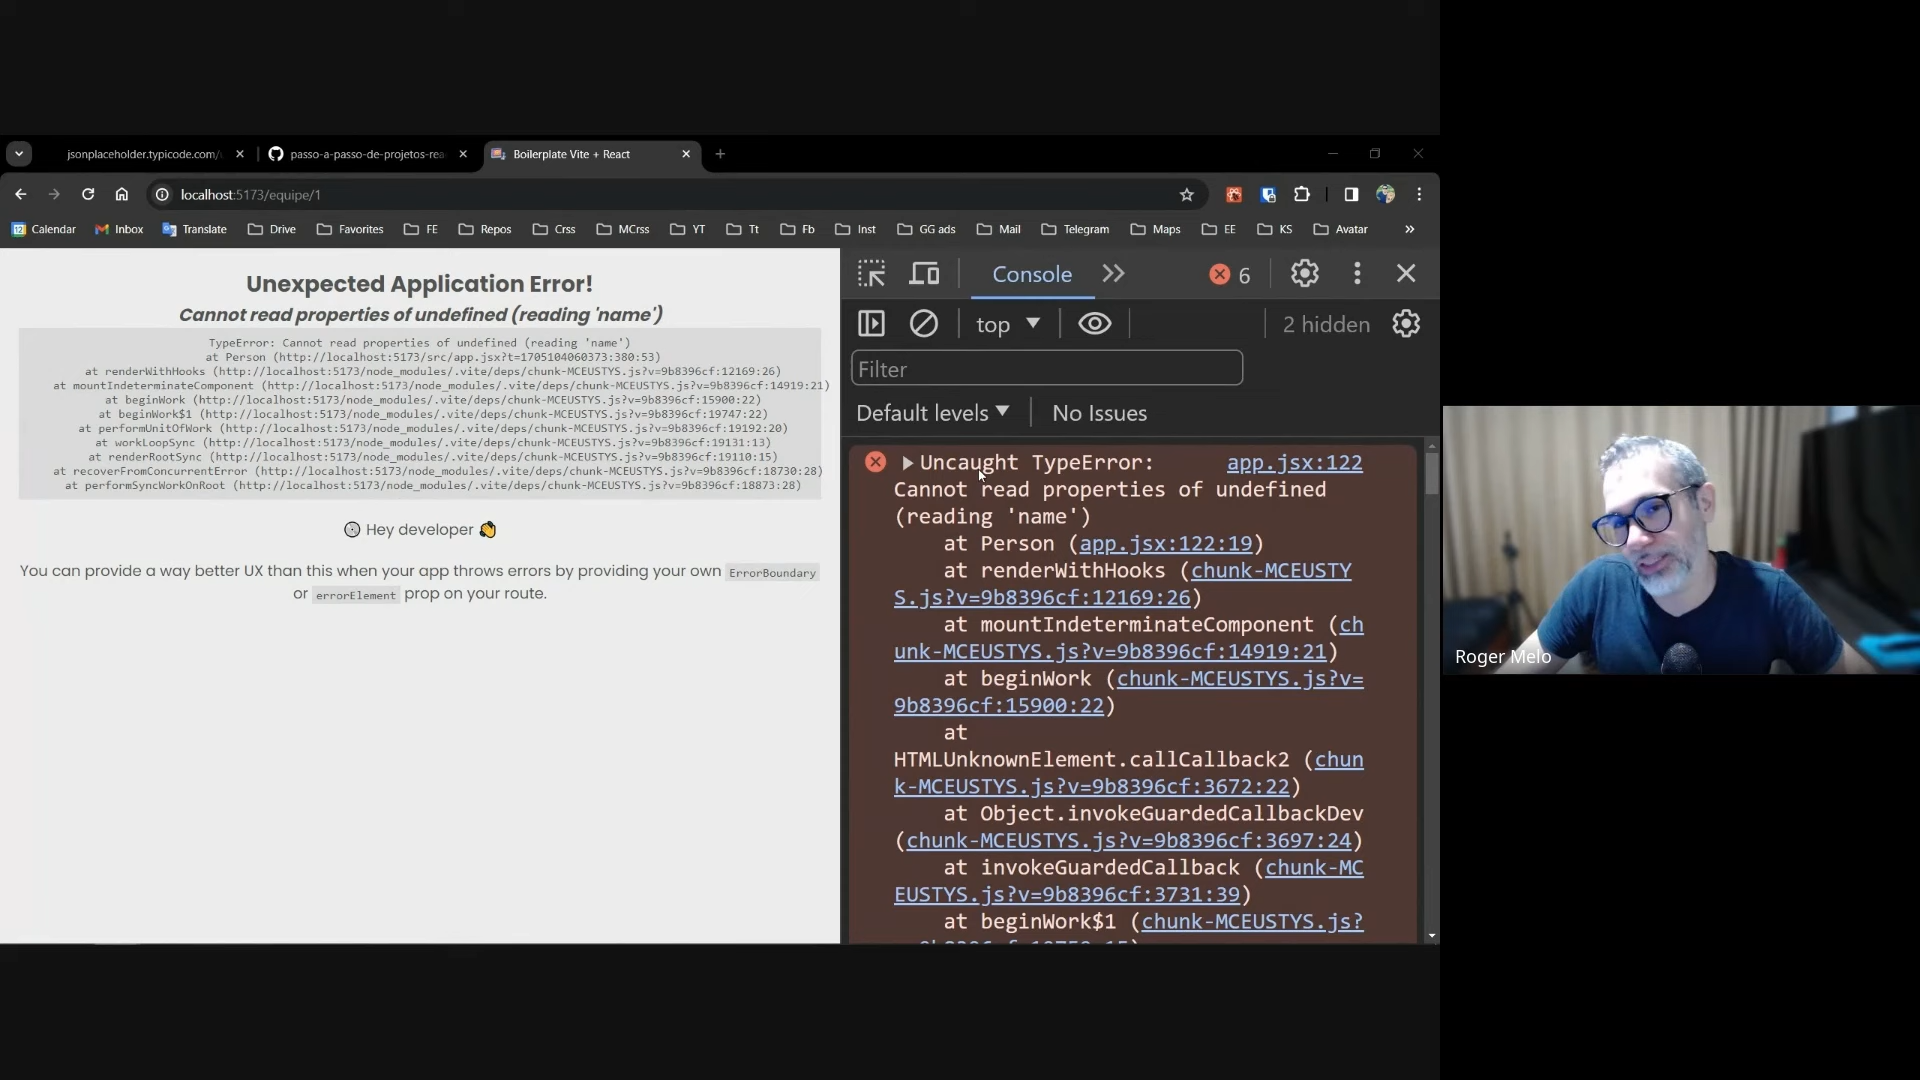 jsonplaceholder.typicode.com/
passo-a-passo-de-projetos-rea
Boilerplate Vite + React
localhost:5173/equipe/1
Calendar
Inbox
Translate
Drive
Favorites
FE
Repos
Crss
MCrss
YT
Tt
Fb
Inst
GG ads
Mail
Telegram
Maps
EE
KS
Avatar
»
Unexpected Application Error!
Cannot read properties of undefined (reading 'name')
TypeError: Cannot read properties of undefined (reading 'name')
at Person (http://localhost:5173/src/app.jsx?t=1705104060373:380:53)
at renderWithHooks (http://localhost:5173/node_modules/.vite/deps/chunk-MCEUSTYS.js?v=9b8396cf:12169:26)
at mountIndeterminateComponent (http://localhost:5173/node_modules/.vite/deps/chunk-MCEUSTYS.js?v=9b8396cf:14919:21)
at beginWork (http://localhost:5173/node_modules/.vite/deps/chunk-MCEUSTYS.js?v=9b8396cf:15900:22)
at beginWork$1 (http://localhost:5173/node_modules/.vite/deps/chunk-MCEUSTYS.js?v=9b8396cf:19747:22)
at performUnitOfWork (http://localhost:5173/node_modules/.vite/deps/chunk-MCEUSTYS.js?v=9b8396cf:19192:20)
at workLoopSync (http://localhost:5173/node_modules/.vite/deps/chunk-MCEUSTYS.js?v=9b8396cf:19131:13)
at renderRootSync (http://localhost:5173/node_modules/.vite/deps/chunk-MCEUSTYS.js?v=9b8396cf:19110:15)
at recoverFromConcurrentError (http://localhost:5173/node_modules/.vite/deps/chunk-MCEUSTYS.js?v=9b8396cf:18730:28)
at performSyncWorkOnRoot (http://localhost:5173/node_modules/.vite/deps/chunk-MCEUSTYS.js?v=9b8396cf:18873:28)
💿 Hey developer 👋
You can provide a way better UX than this when your app throws errors by providing your own ErrorBoundary
or errorElement prop on your route.
Console
6
top
2 hidden
Filter
Default levels
No Issues
Uncaught TypeError: app.jsx:122
Cannot read properties of undefined
(reading 'name')
at Person (app.jsx:122:19)
at renderWithHooks (chunk-MCEUSTY
S.js?v=9b8396cf:12169:26)
at mountIndeterminateComponent (ch
unk-MCEUSTYS.js?v=9b8396cf:14919:21)
at beginWork (chunk-MCEUSTYS.js?v=
9b8396cf:15900:22)
at
HTMLUnknownElement.callCallback2 (chun
k-MCEUSTYS.js?v=9b8396cf:3672:22)
at Object.invokeGuardedCallbackDev
(chunk-MCEUSTYS.js?v=9b8396cf:3697:24)
at invokeGuardedCallback (chunk-MC
EUSTYS.js?v=9b8396cf:3731:39)
at beginWork$1 (chunk-MCEUSTYS.js?
Roger Melo